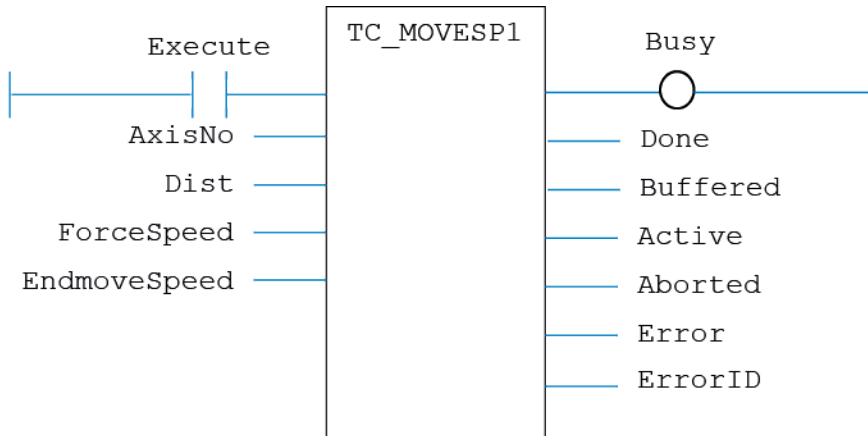 TC_MOVESP1
Execute
Busy
AxisNo
Done
Dist
Buffered
ForceSpeed
Active
EndmoveSpeed
Aborted
Error
ErrorID